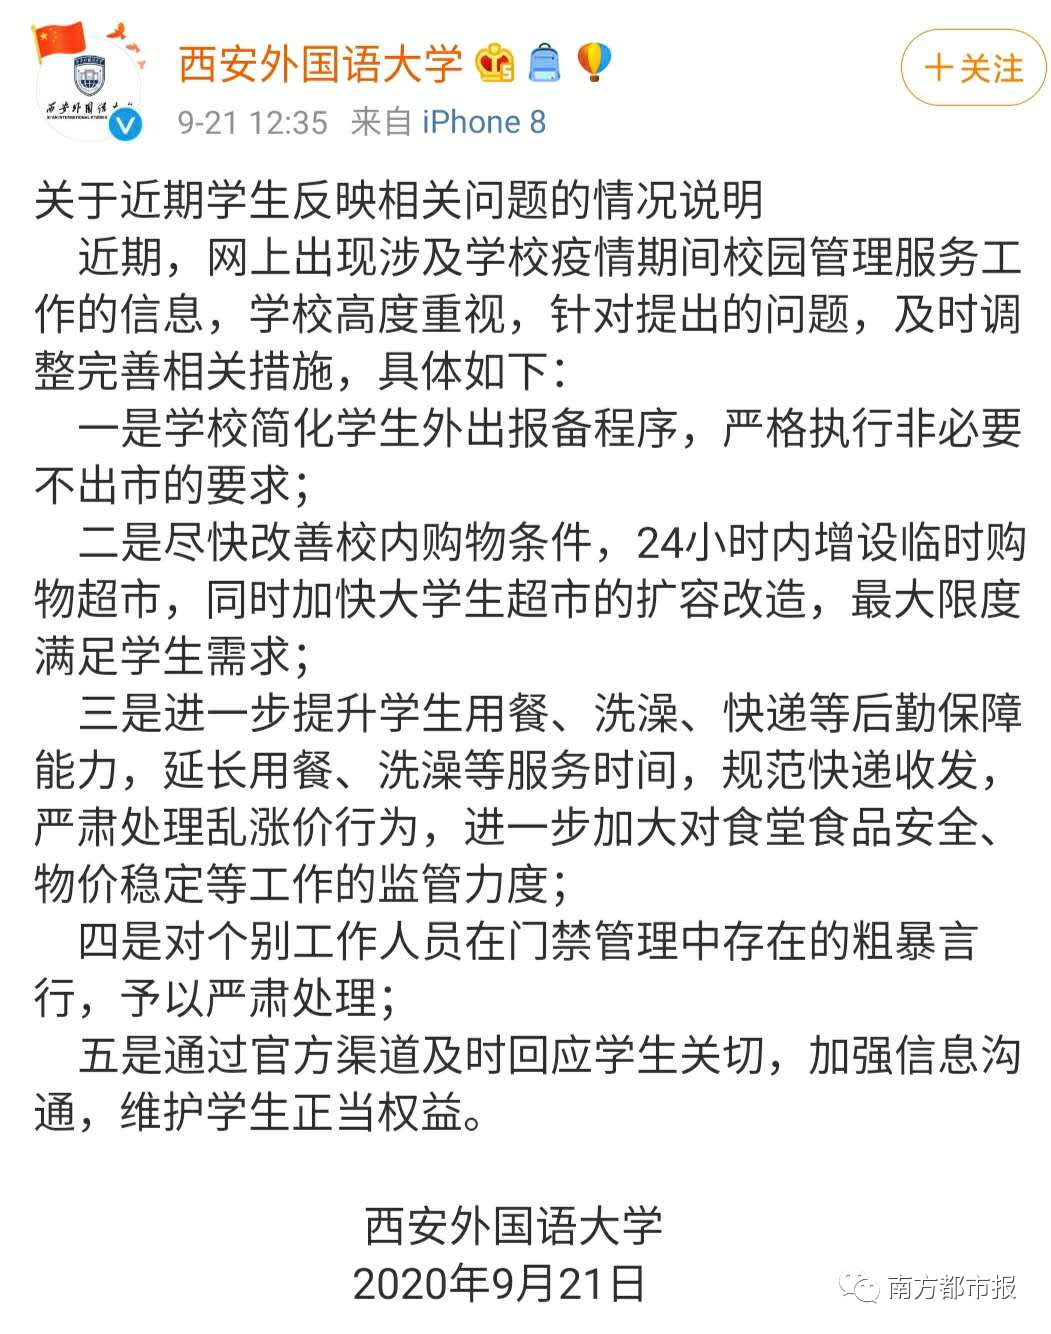 西安外国语大学
+关注
9-21 12:35 来自 iPhone 8
西安外国语大学
关于近期学生反映相关问题的情况说明
近期，网上出现涉及学校疫情期间校园管理服务工
作的信息，学校高度重视，针对提出的问题，及时调
整完善相关措施，具体如下：
一是学校简化学生外出报备程序，严格执行非必要
不出市的要求；
二是尽快改善校内购物条件，24小时内增设临时购
物超市，同时加快大学生超市的扩容改造，最大限度
满足学生需求；
三是进一步提升学生用餐、洗澡、快递等后勤保障
能力，延长用餐、洗澡等服务时间，规范快递收发，
严肃处理乱涨价行为，进一步加大对食堂食品安全、
物价稳定等工作的监管力度；
四是对个别工作人员在门禁管理中存在的粗暴言
行，予以严肃处理；
五是通过官方渠道及时回应学生关切，加强信息沟
通，维护学生正当权益。
西安外国语大学
2020年9月21日
南方都市报